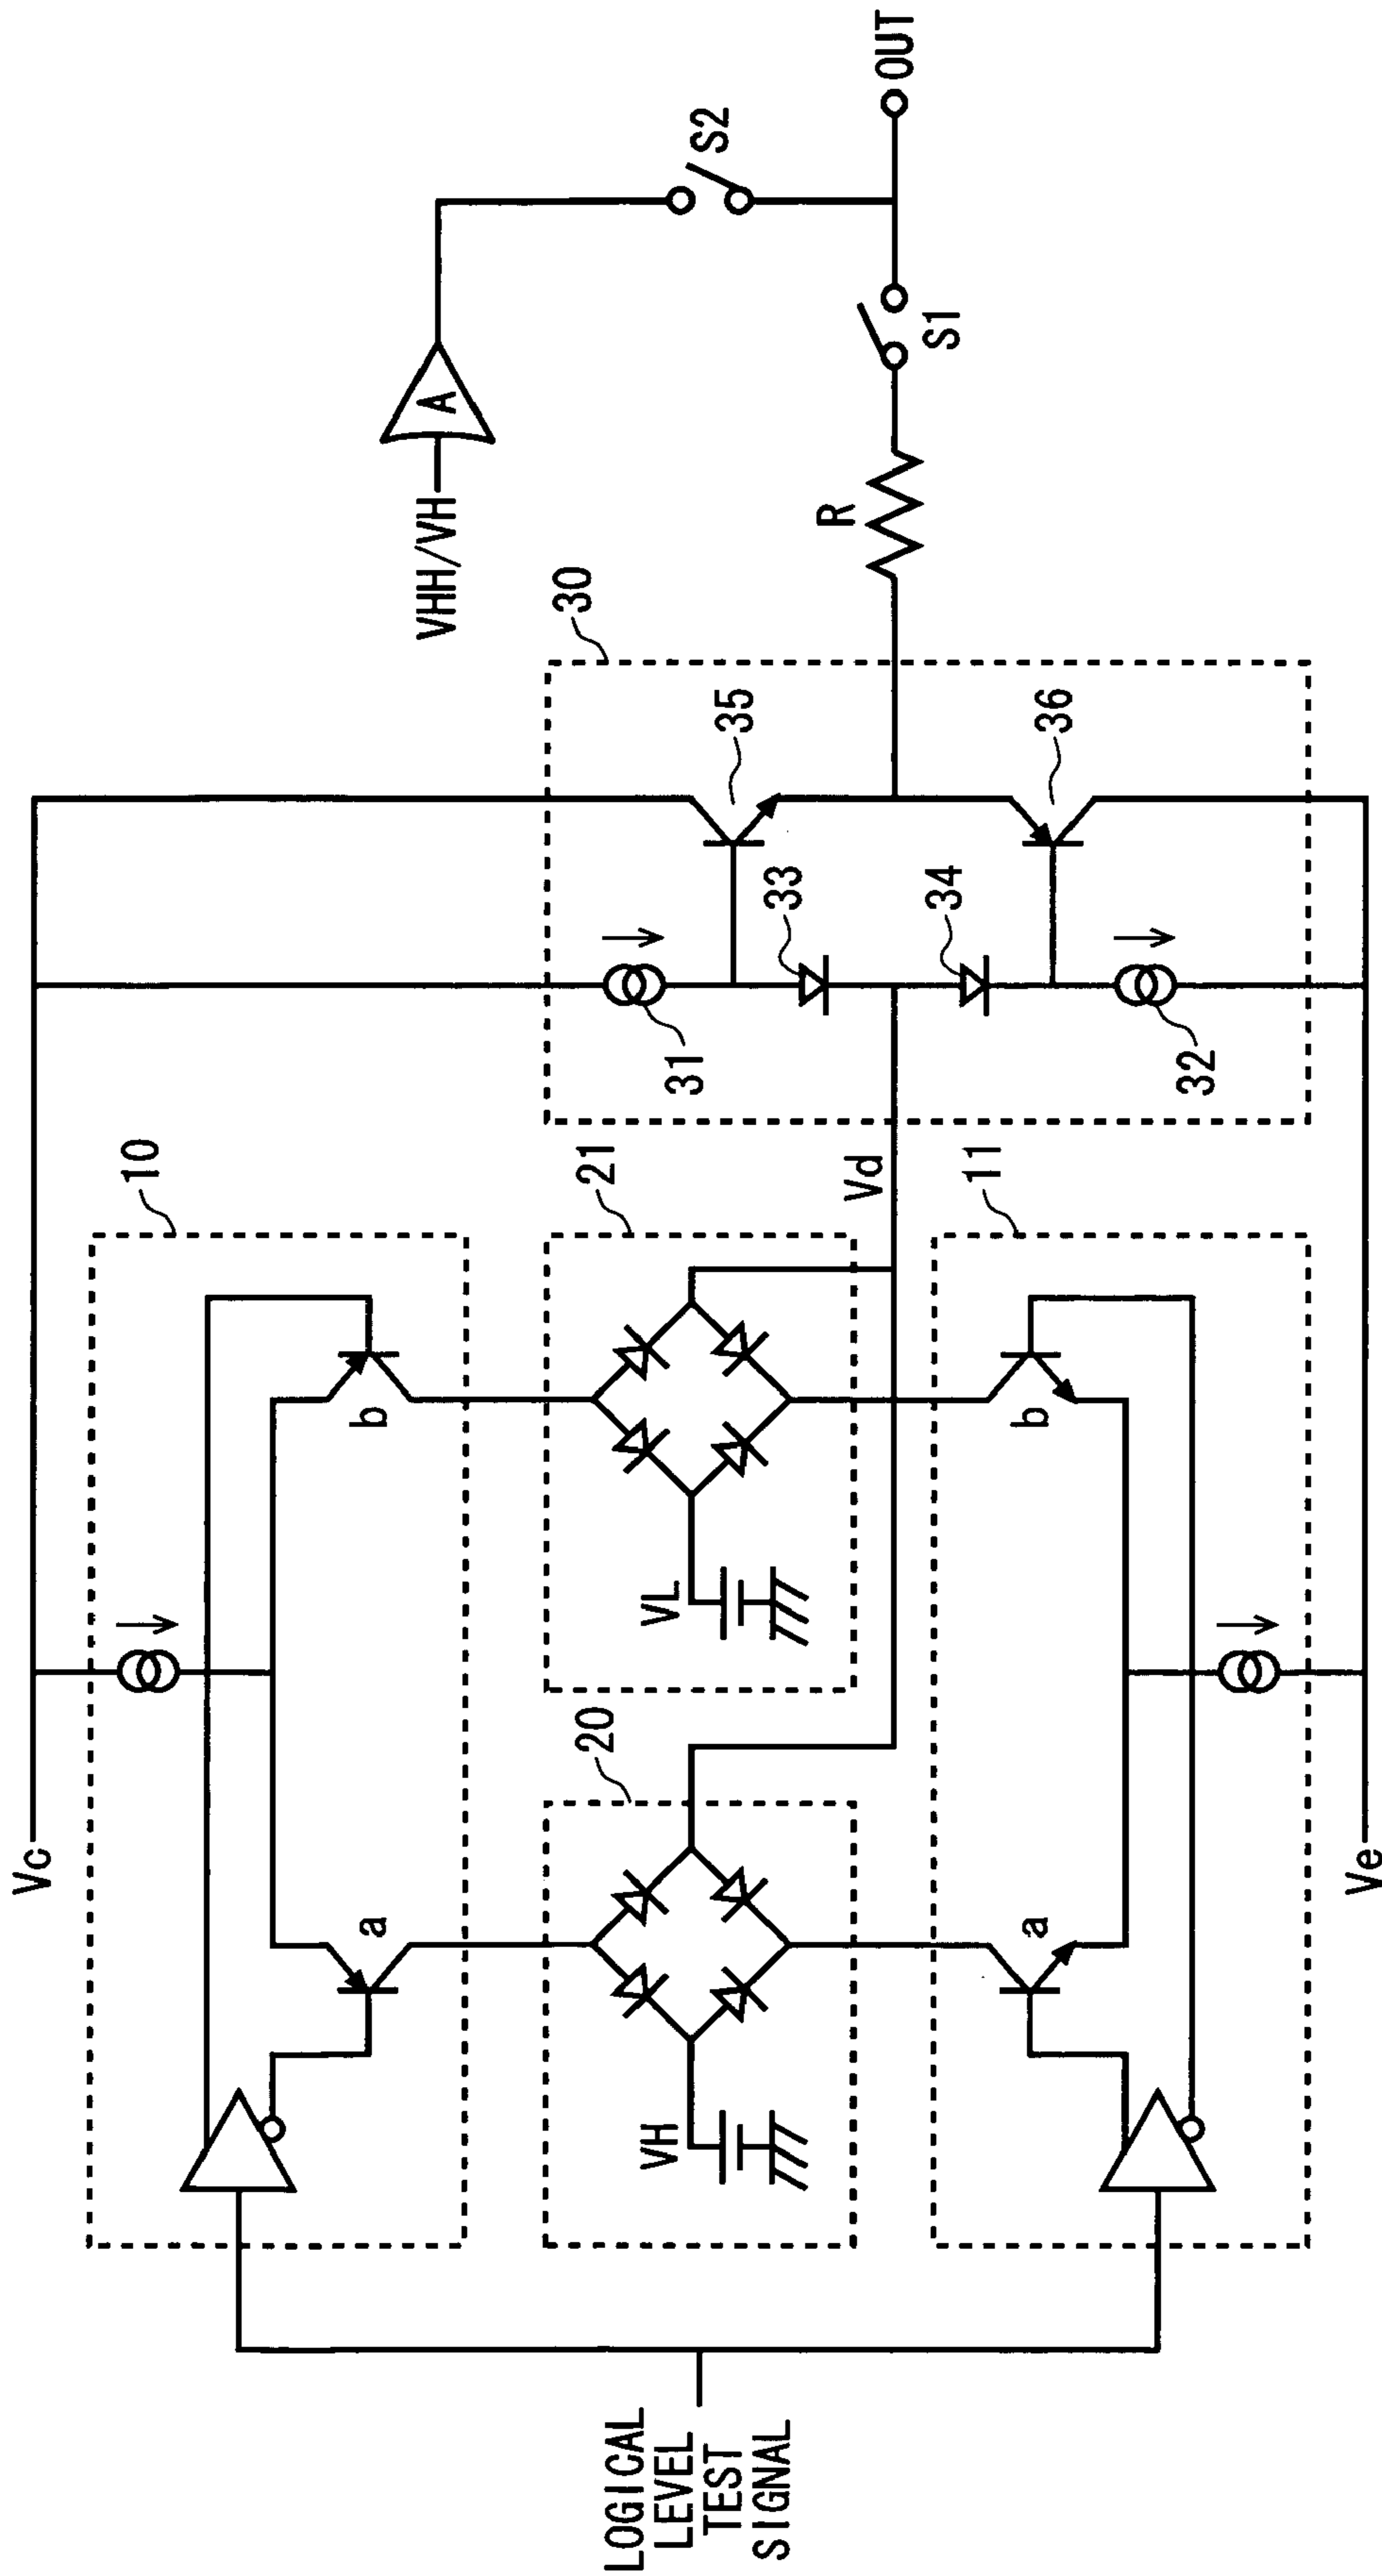 LOGICAL
LEVEL
TEST
SIGNAL
Vc
10
a
b
20
VH
21
VL
Vd
11
a
b
Ve
30
31
33
35
34
36
32
R
VHH/VH
A
S1
S2
OUT